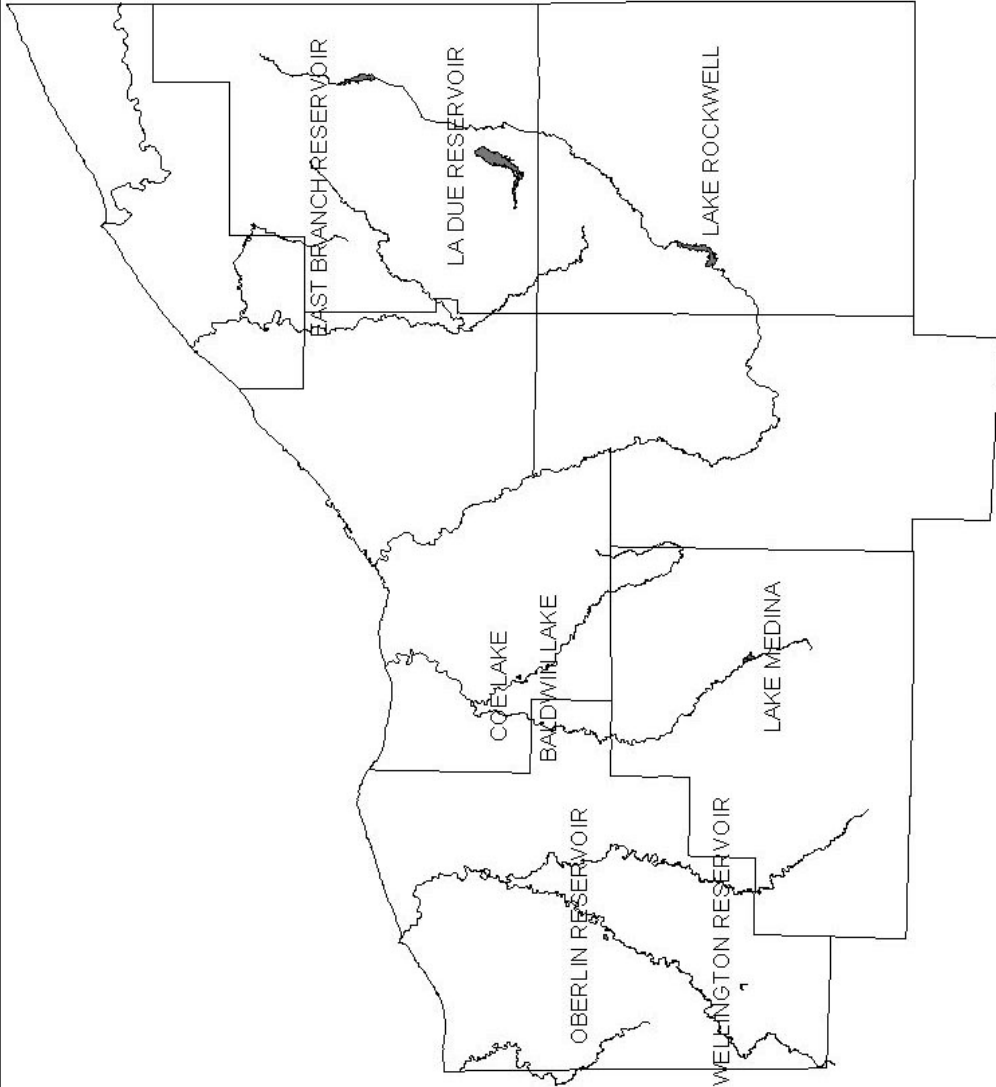 EAST BRANCH RESERVOIR
LA DUE RESERVOIR
LAKE ROCKWELL
COE LAKE
BALDWIN LAKE
LAKE MEDINA
OBERLIN RESERVOIR
WELLINGTON RESERVOIR